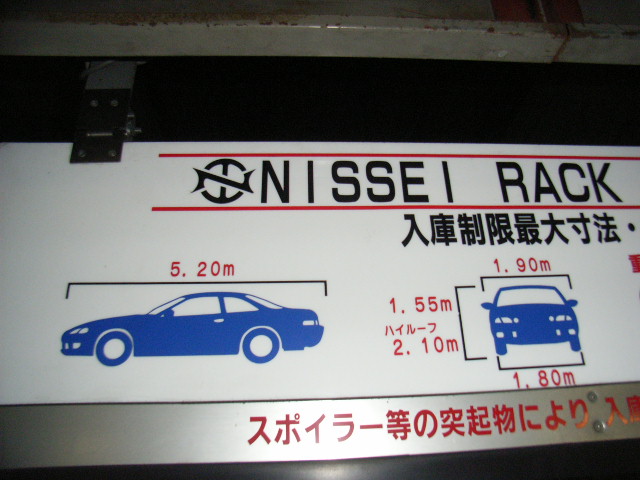 NISSEI RACK
入庫制限最大寸法・
5.20m
1.90m
1.55m
ハイルーフ
2.10m
1.80m
スポイラー等の突起物により 入庫